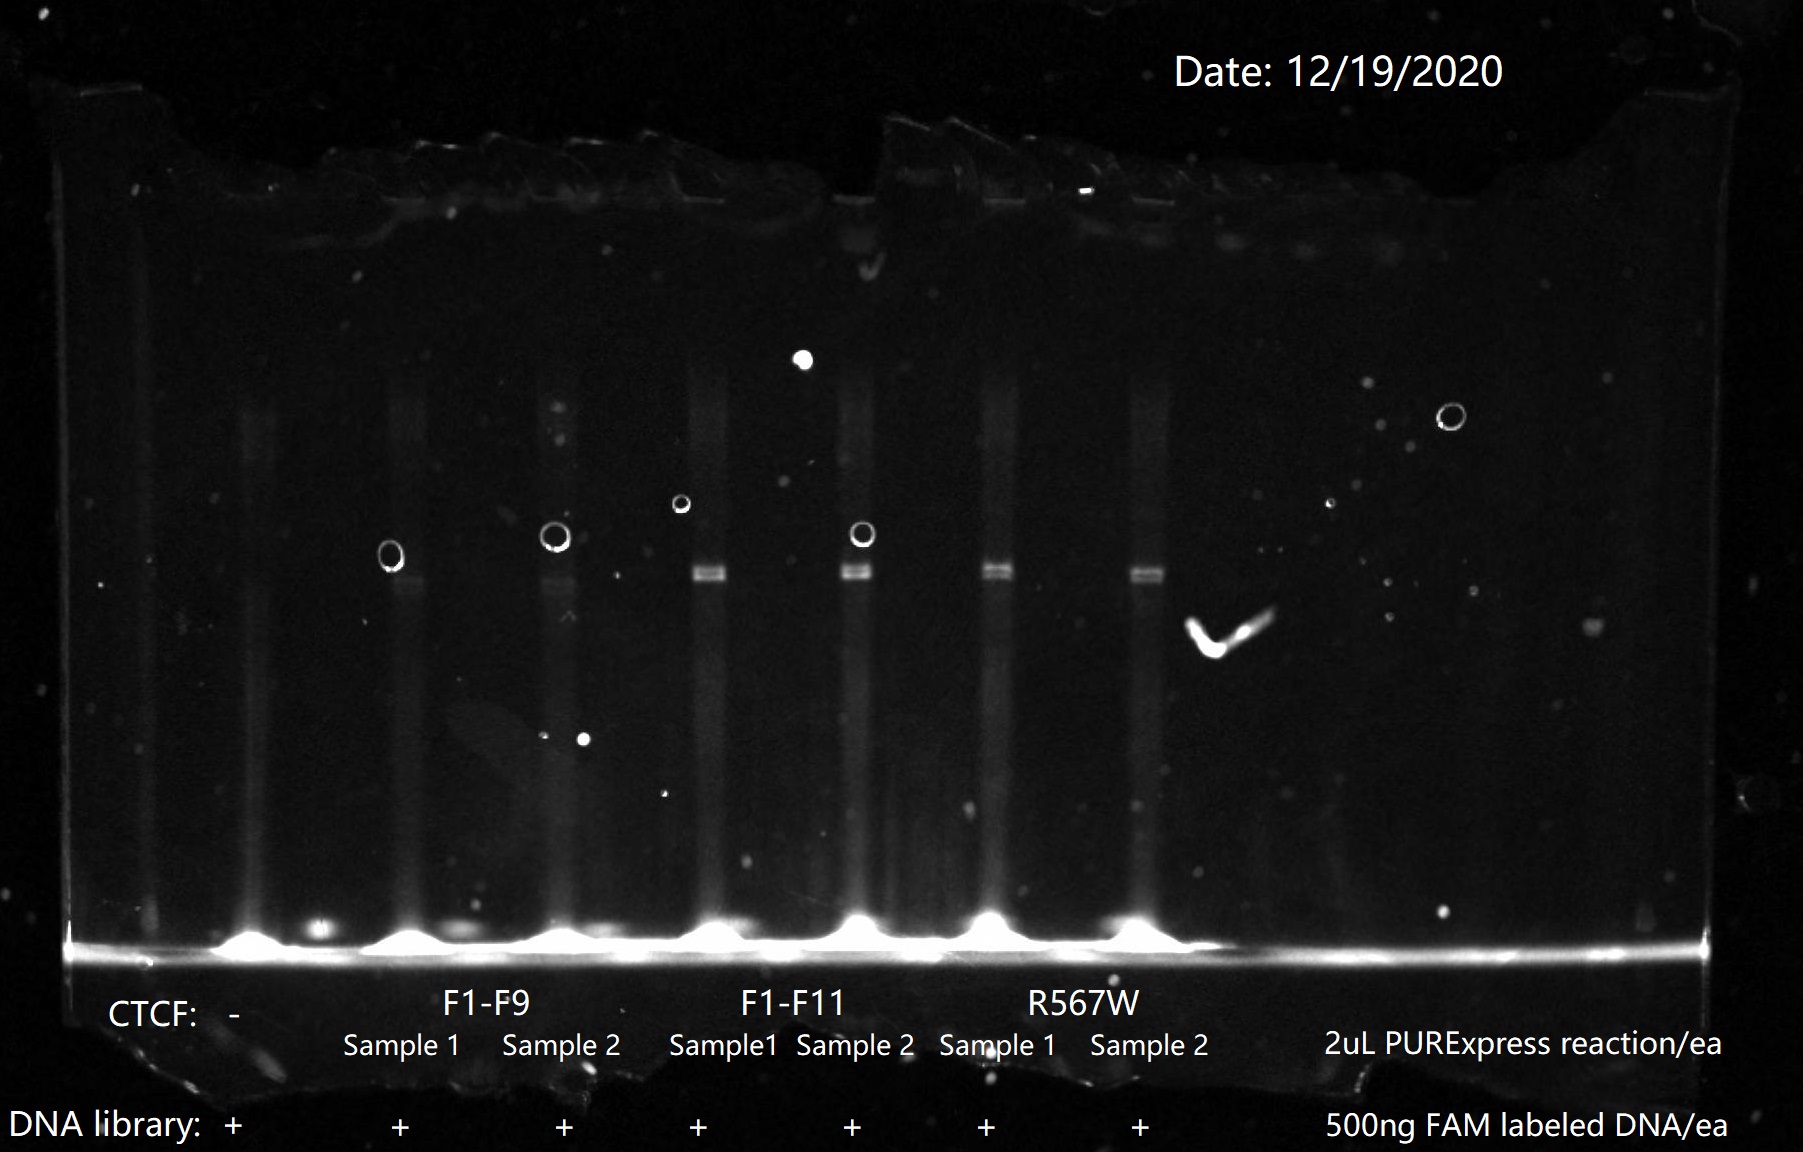 Date: 12/19/2020
CTCF: - F1-F9 F1-F11 R567W
Sample 1 Sample 2 Sample1 Sample 2 Sample 1 Sample 2 2uL PURExpress reaction/ea
DNA library: + + + + + + + 500ng FAM labeled DNA/ea